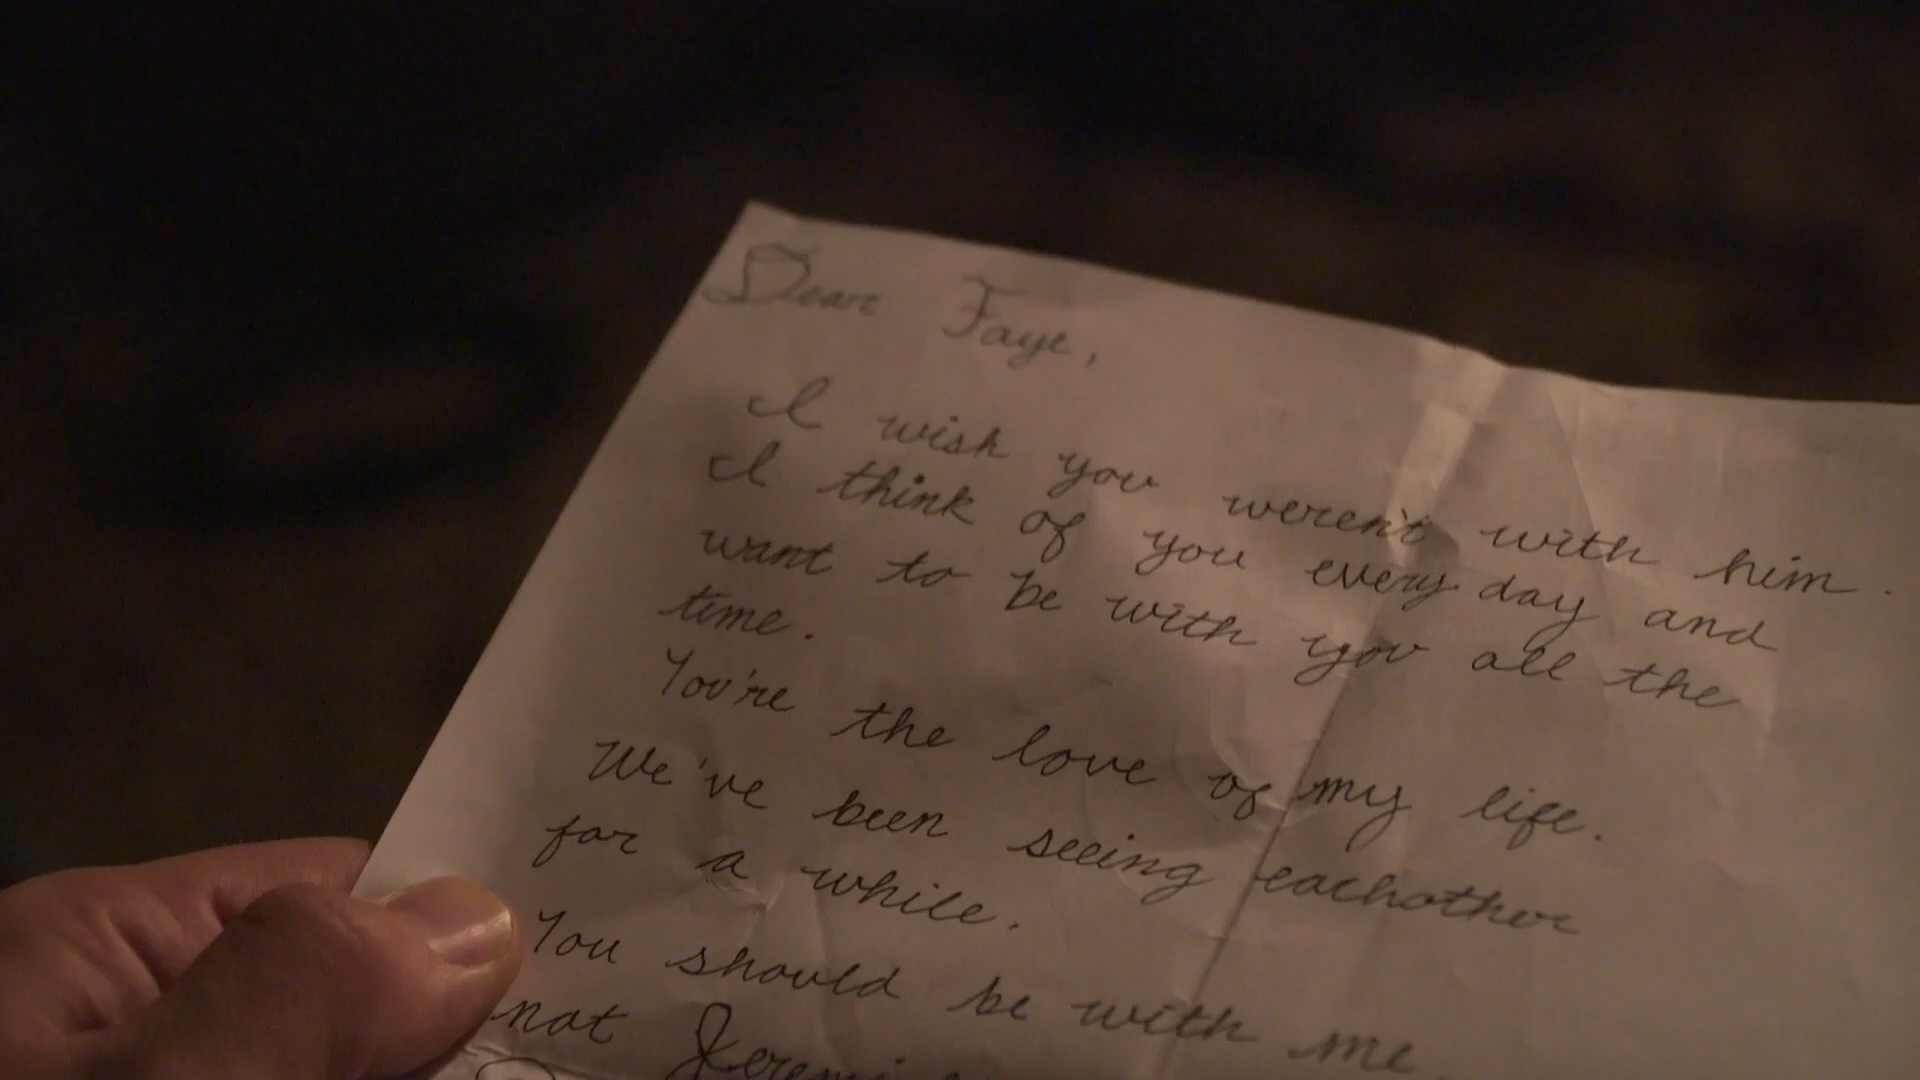 Dear Faye,
I wish you weren't with him.
I think of you every day and
want to be with you all the
time.
You're the love of my life.
We've been seeing eachother
for a while.
You should be with me
not